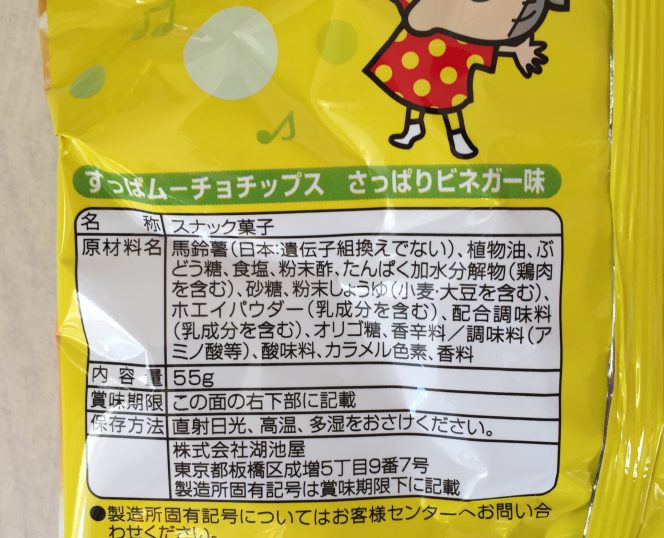 すっぱムーチョチップス さっぱりビネガー味
名称 スナック菓子
原材料名 馬鈴薯(日本:遺伝子組換えでない)、植物油、ぶ
どう糖、食塩、粉末酢、たんぱく加水分解物(鶏肉
を含む)、砂糖、粉末しょうゆ(小麦・大豆を含む)、
ホエイパウダー(乳成分を含む)、配合調味料
(乳成分を含む)、オリゴ糖、香辛料/調味料(ア
ミノ酸等)、酸味料、カラメル色素、香料
内容量 55g
賞味期限 この面の右下部に記載
保存方法 直射日光、高温、多湿をおさけください。
株式会社湖池屋
東京都板橋区成増5丁目9番7号
製造所固有記号は賞味期限下に記載
●製造所固有記号についてはお客様センターへお問い合
わせください。